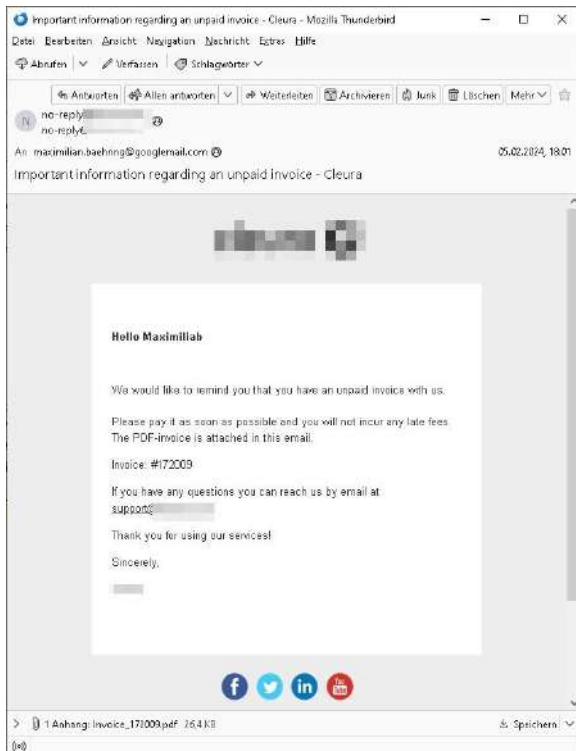 Important information regarding an unpaid invoice - Cleura - Mozilla Thunderbird
Datei Bearbeiten Ansicht Navigation Nachricht Extras Hilfe
Abrufen Verfassen Schlagwörter
Antworten Allen antworten Weiterleiten Archivieren Junk Löschen Mehr
N no-reply
no-reply
An maximilian.baehring@googlemail.com 05.02.2024, 18:01
Important information regarding an unpaid invoice - Cleura
Hello Maximiliab
We would like to remind you that you have an unpaid invoice with us.
Please pay it as soon as possible and you will not incur any late fees.
The PDF-invoice is attached in this email.
Invoice: #172009
If you have any questions you can reach us by email at
support@
Thank you for using our services!
Sincerely,
You Tube
1 Anhang: Invoice_172009.pdf 26,4 KB Speichern